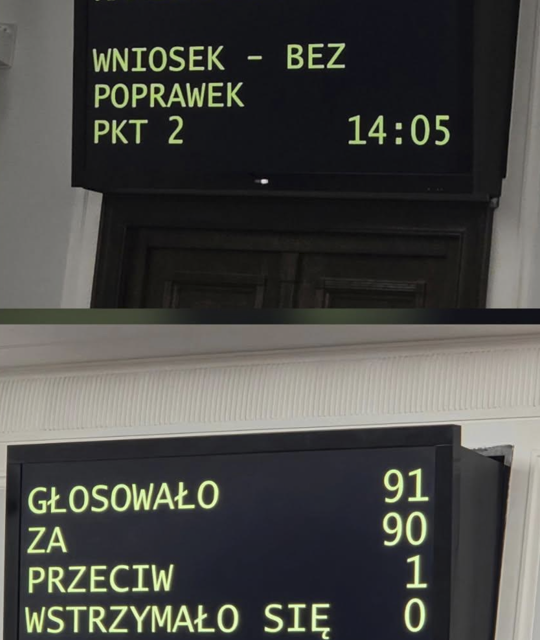 WNIOSEK - BEZ
POPRAWEK
PKT 2 14:05
GŁOSOWAŁO 91
ZA 90
PRZECIW 1
WSTRZYMAŁO SIĘ 0